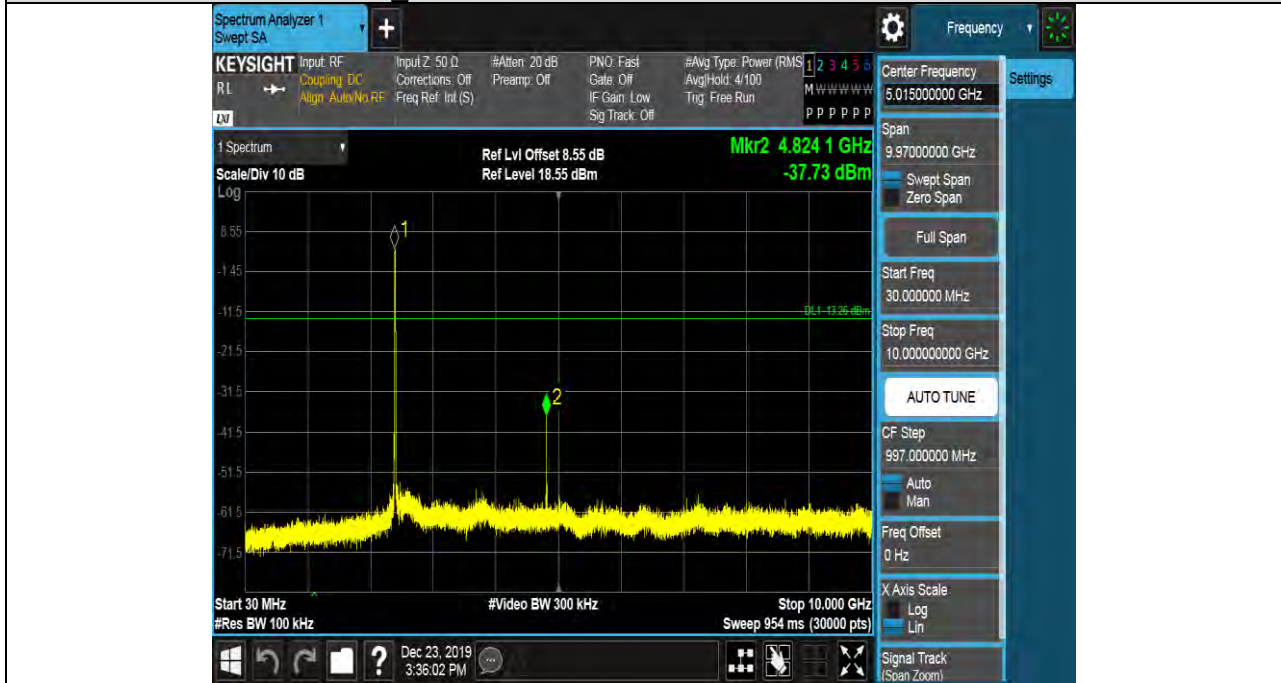 Spectrum Analyzer 1
Swept SA
+
Frequency
KEYSIGHT
RL
LXI
Input: RF
Coupling: DC
Align: Auto/No RF
Input Z: 50 Ω
Corrections: Off
Freq Ref: Int (S)
#Atten: 20 dB
Preamp: Off
PNO: Fast
Gate: Off
IF Gain: Low
Sig Track: Off
#Avg Type: Power (RMS
Avg|Hold: 4/100
Trig: Free Run
1 2 3 4 5 6
M W W W W W
P P P P P P
Settings
Center Frequency
5.015000000 GHz
Span
9.97000000 GHz
Swept Span
Zero Span
Full Span
Start Freq
30.000000 MHz
Stop Freq
10.000000000 GHz
AUTO TUNE
CF Step
997.000000 MHz
Auto
Man
Freq Offset
0 Hz
X Axis Scale
Log
Lin
Signal Track
(Span Zoom)
1 Spectrum
Scale/Div 10 dB
Log
Ref Lvl Offset 8.55 dB
Ref Level 18.55 dBm
Mkr2 4.824 1 GHz
-37.73 dBm
8.55
-1.45
-11.5
-21.5
-31.5
-41.5
-51.5
-61.5
-71.5
1
2
DL1 -13.26 dBm
Start 30 MHz
#Res BW 100 kHz
#Video BW 300 kHz
Stop 10.000 GHz
Sweep 954 ms (30000 pts)
?
Dec 23, 2019
3:36:02 PM